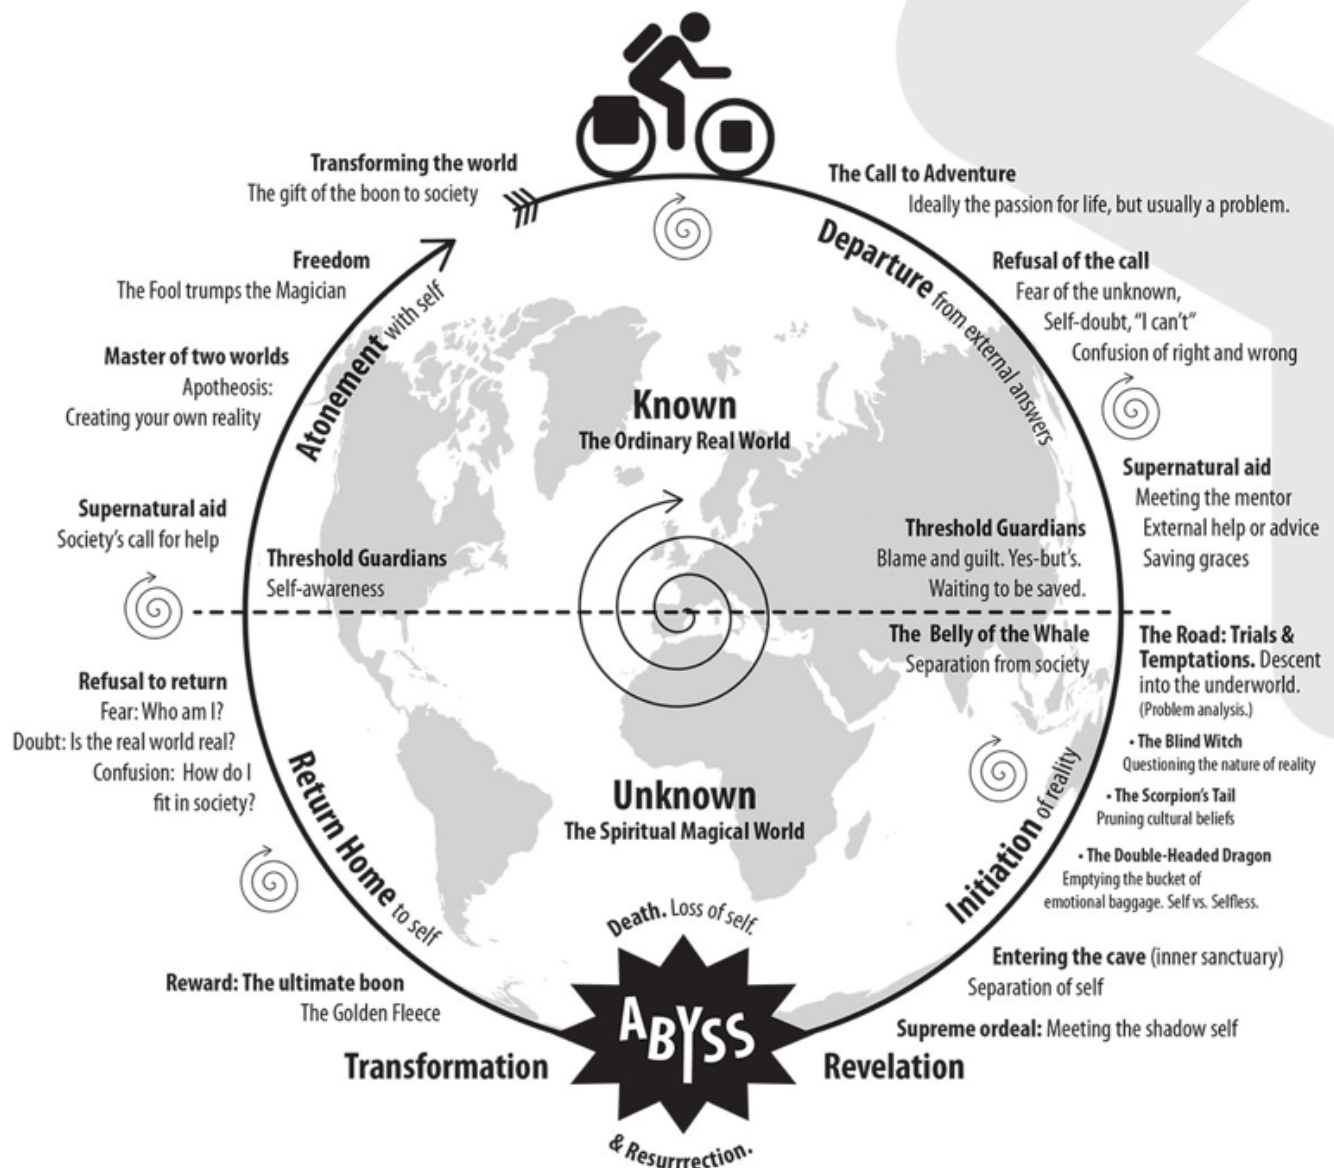 Transforming the world
The gift of the boon to society
The Call to Adventure
Ideally the passion for life, but usually a problem.
Departure from external answers
Refusal of the call
Fear of the unknown,
Self-doubt, "I can't"
Confusion of right and wrong
Freedom
The Fool trumps the Magician
Atonement with self
Master of two worlds
Apotheosis:
Creating your own reality
Known
The Ordinary Real World
Supernatural aid
Meeting the mentor
External help or advice
Saving graces
Supernatural aid
Society's call for help
Threshold Guardians
Self-awareness
Threshold Guardians
Blame and guilt. Yes-but's.
Waiting to be saved.
The Belly of the Whale
Separation from society
The Road: Trials &
Temptations. Descent
into the underworld.
(Problem analysis.)
• The Blind Witch
Questioning the nature of reality
• The Scorpion's Tail
Pruning cultural beliefs
• The Double-Headed Dragon
Emptying the bucket of
emotional baggage. Self vs. Selfless.
Refusal to return
Fear: Who am I?
Doubt: Is the real world real?
Confusion: How do I
fit in society?
Return Home to self
Unknown
The Spiritual Magical World
Initiation of reality
Death. Loss of self.
ABYSS
& Resurrrection.
Entering the cave (inner sanctuary)
Separation of self
Supreme ordeal: Meeting the shadow self
Reward: The ultimate boon
The Golden Fleece
Transformation
Revelation